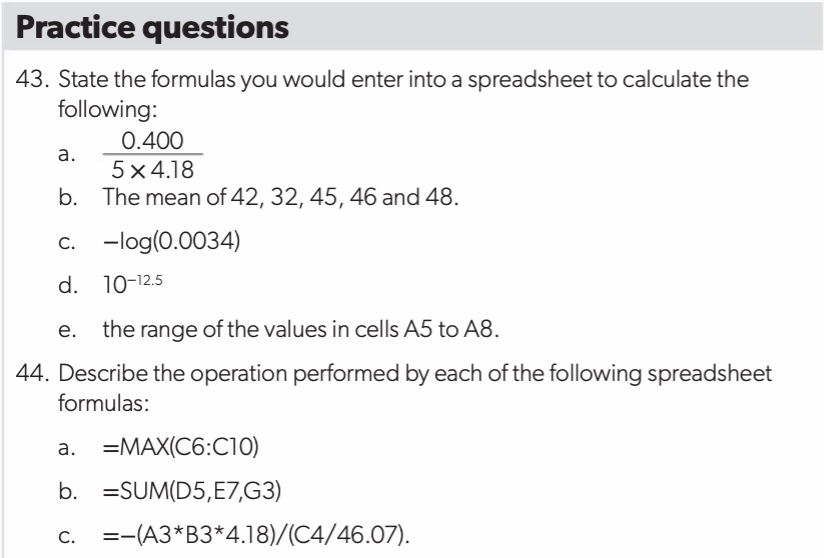 Practice questions
43. State the formulas you would enter into a spreadsheet to calculate the
following:
a. 0.400
5 × 4.18
b. The mean of 42, 32, 45, 46 and 48.
c. −log(0.0034)
d. 10⁻¹²·⁵
e. the range of the values in cells A5 to A8.
44. Describe the operation performed by each of the following spreadsheet
formulas:
a. =MAX(C6:C10)
b. =SUM(D5,E7,G3)
c. =−(A3*B3*4.18)/(C4/46.07).